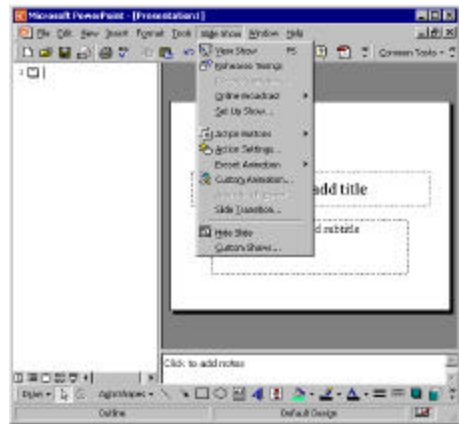 Microsoft PowerPoint - [Presentation1]
File Edit View Insert Format Tools Slide Show Window Help
Common Tasks
View Show F5
Rehearse Timings
Online Broadcast
Set Up Show...
Action Buttons
Action Settings...
Preset Animation
Custom Animation...
Slide Transition...
Hide Slide
Custom Shows...
1
add title
d subtitle
Click to add notes
Draw AutoShapes
Outline Default Design